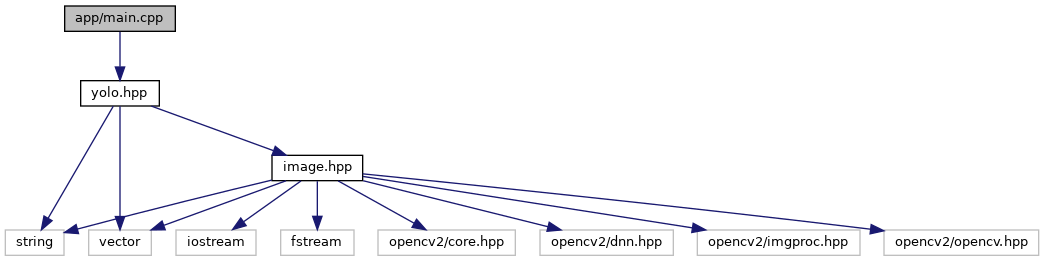 app/main.cpp
yolo.hpp
image.hpp
string
vector
iostream
fstream
opencv2/core.hpp
opencv2/dnn.hpp
opencv2/imgproc.hpp
opencv2/opencv.hpp